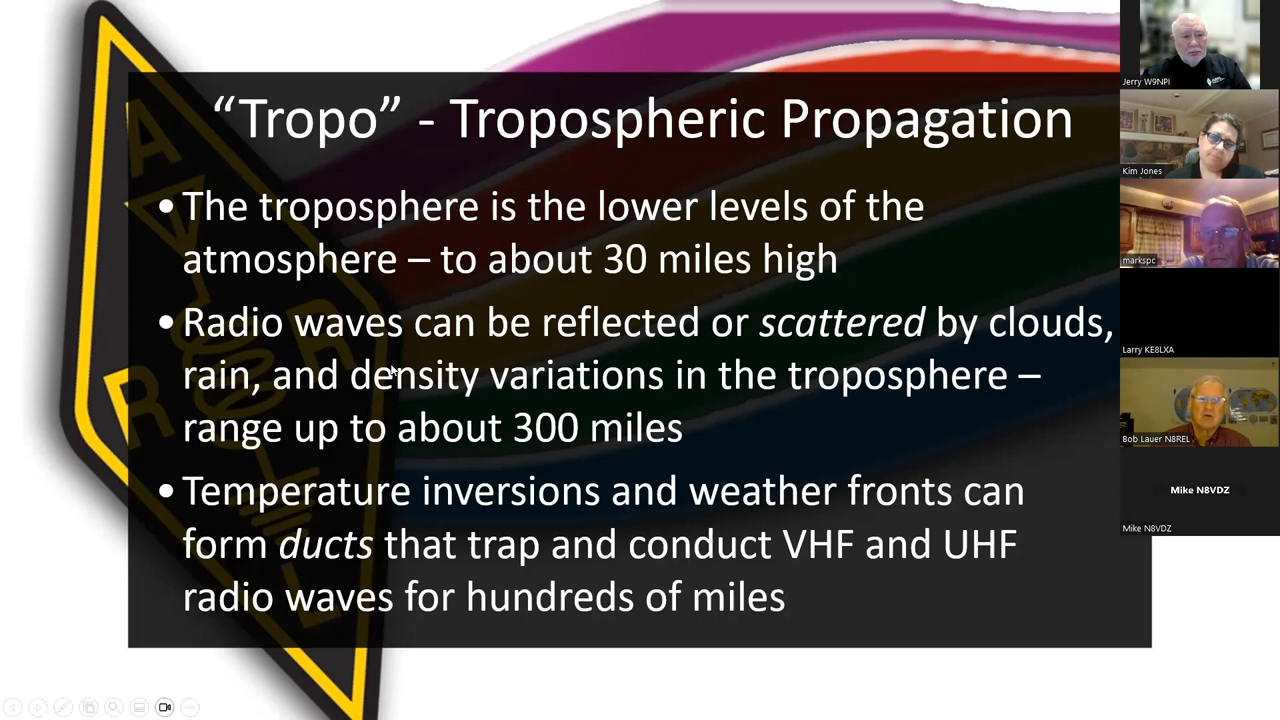 “Tropo” - Tropospheric Propagation
•The troposphere is the lower levels of the
atmosphere – to about 30 miles high
•Radio waves can be reflected or scattered by clouds,
rain, and density variations in the troposphere –
range up to about 300 miles
•Temperature inversions and weather fronts can
form ducts that trap and conduct VHF and UHF
radio waves for hundreds of miles
A
R
R
L
Jerry W9NPI
Kim Jones
markspc
Larry KE8LXA
Bob Lauer N8REL
Mike N8VDZ
Mike N8VDZ